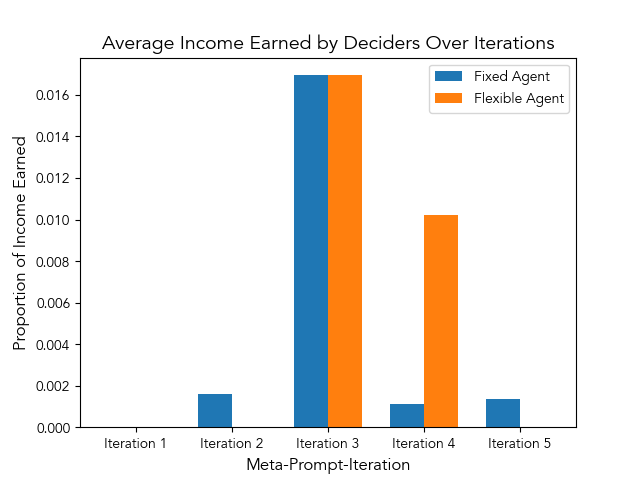 Average Income Earned by Deciders Over Iterations
Fixed Agent
Flexible Agent
Proportion of Income Earned
0.016
0.014
0.012
0.010
0.008
0.006
0.004
0.002
0.000
Iteration 1
Iteration 2
Iteration 3
Iteration 4
Iteration 5
Meta-Prompt-Iteration